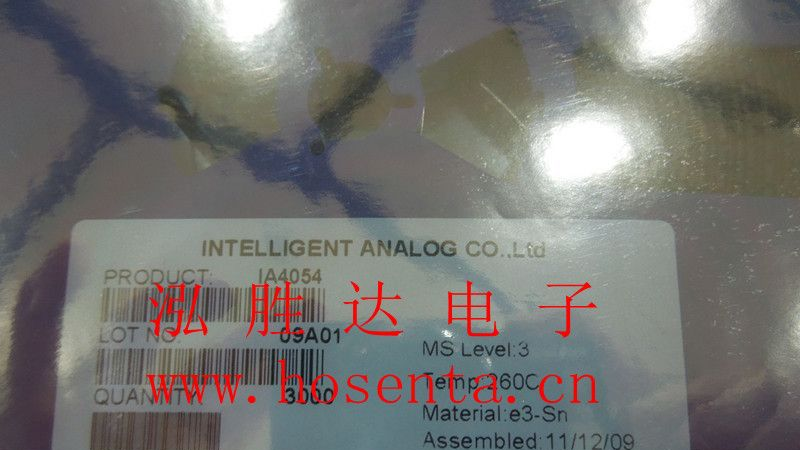 INTELLIGENT ANALOG CO.,Ltd
PRODUCT: IA4054
泓胜达电子
LOT NO: 09A01
MS Level:3
www.hosenta.cn
Temp:260C
QUANTITY: 3000
Material:e3-Sn
Assembled:11/12/09